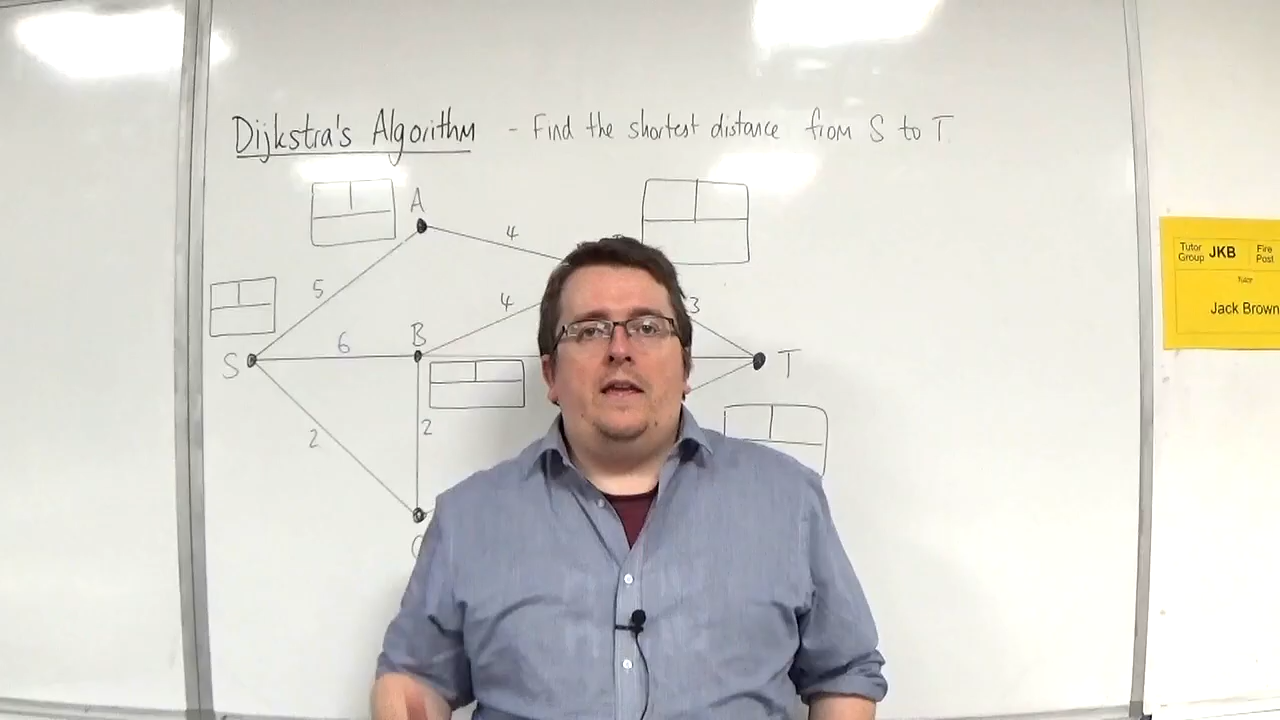 Dijkstra's Algorithm - Find the shortest distance from S to T
A
4
5
4
3
B
S
6
T
2
2
Tutor Group JKB Fire Post
Tutor
Jack Brown